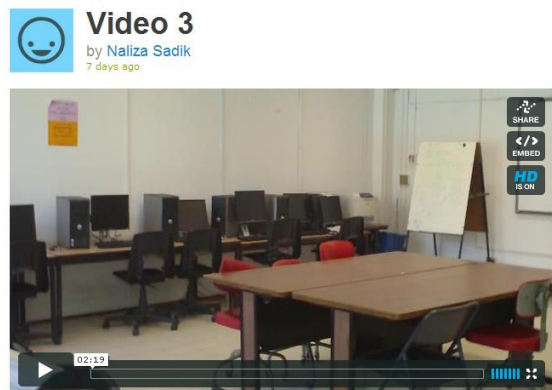 Video 3
by Naliza Sadik
7 days ago
SHARE
</>
EMBED
HD
IS ON
02:19